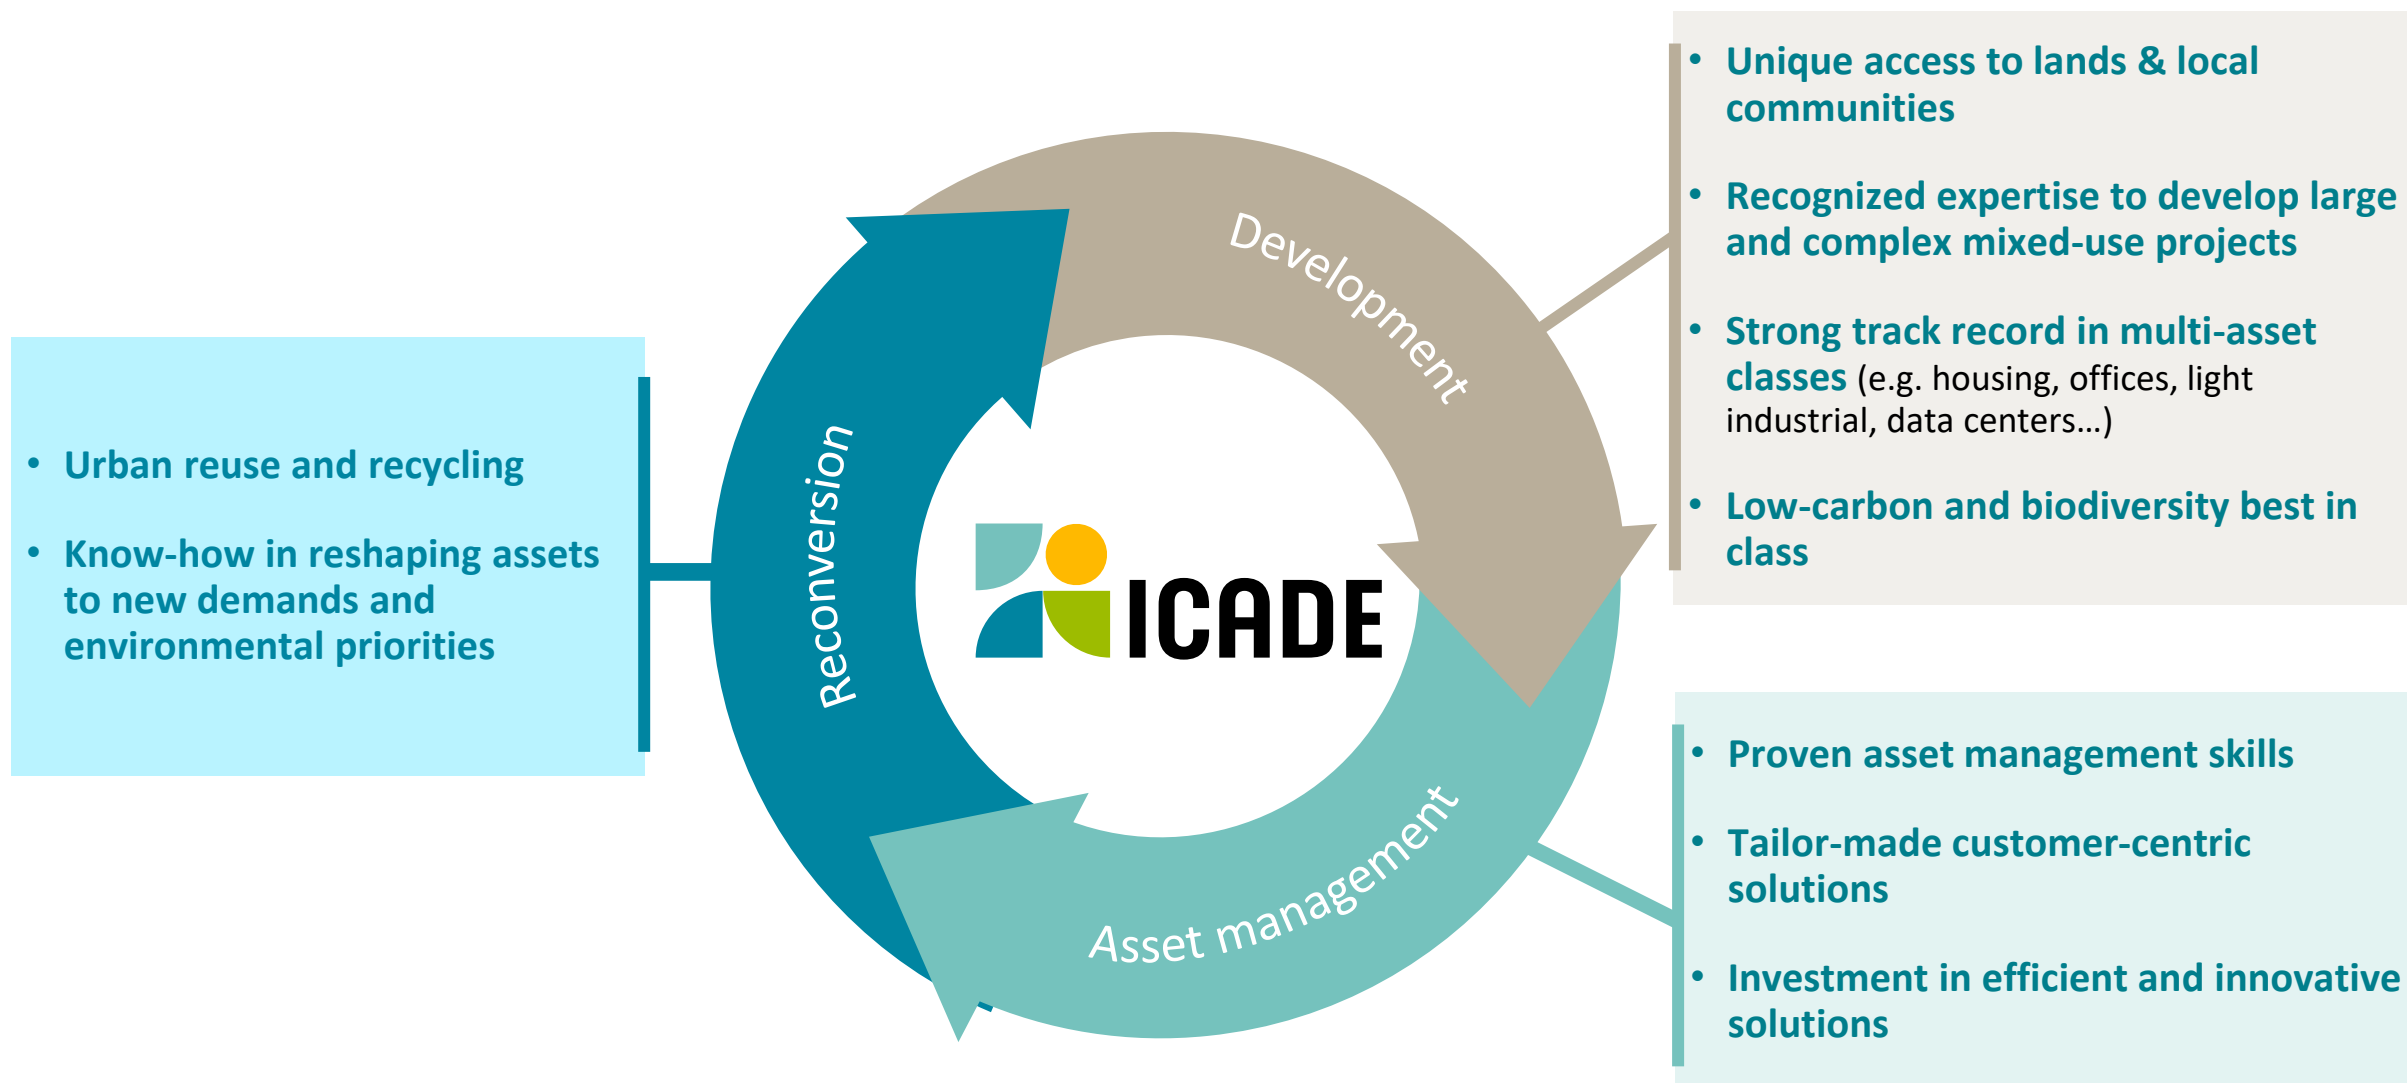 • Unique access to lands & local
communities
• Recognized expertise to develop large
and complex mixed-use projects
• Strong track record in multi-asset
classes (e.g. housing, offices, light
industrial, data centers…)
• Low-carbon and biodiversity best in
class
Development
• Urban reuse and recycling
• Know-how in reshaping assets
to new demands and
environmental priorities
Reconversion
ICADE
Asset management
• Proven asset management skills
• Tailor-made customer-centric
solutions
• Investment in efficient and innovative
solutions